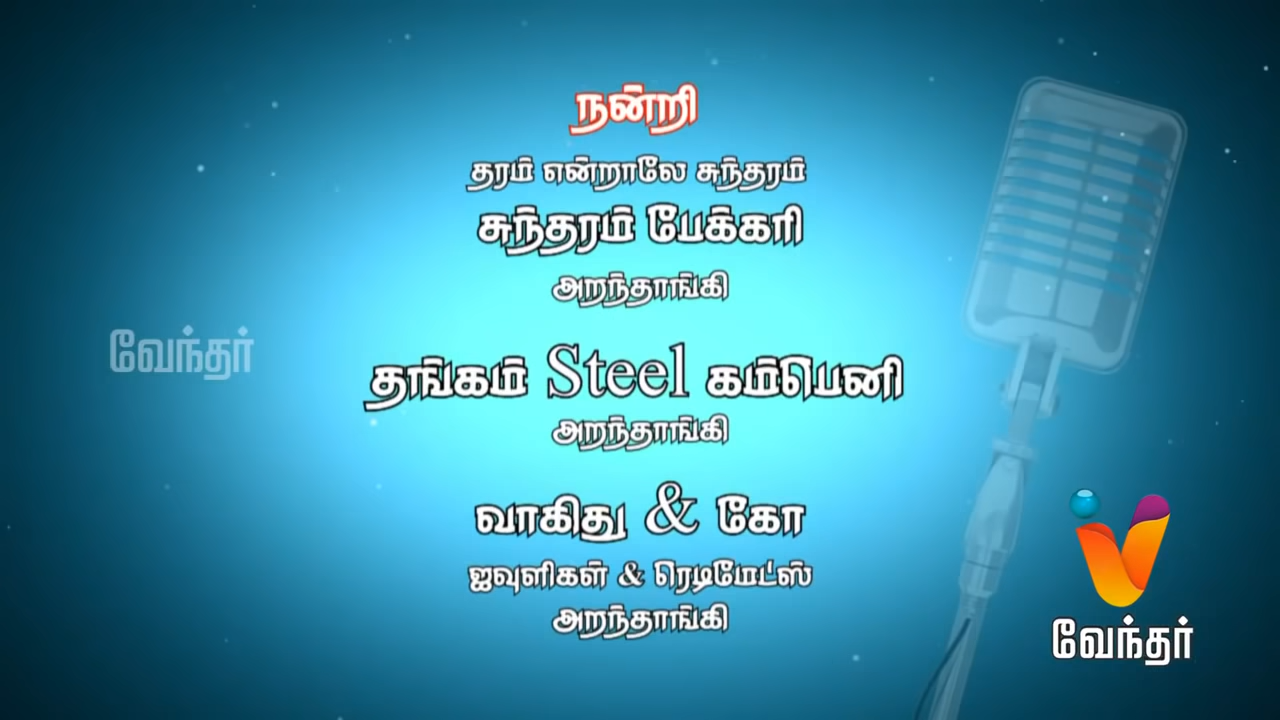 நன்றி
தரம் என்றாலே சுந்தரம்
சுந்தரம் பேக்கரி
அறந்தாங்கி
வேந்தர்
தங்கம் Steel கம்பெனி
அறந்தாங்கி
வாகிது & கோ
ஜவுளிகள் & ரெடிமேட்ஸ்
அறந்தாங்கி
வேந்தர்